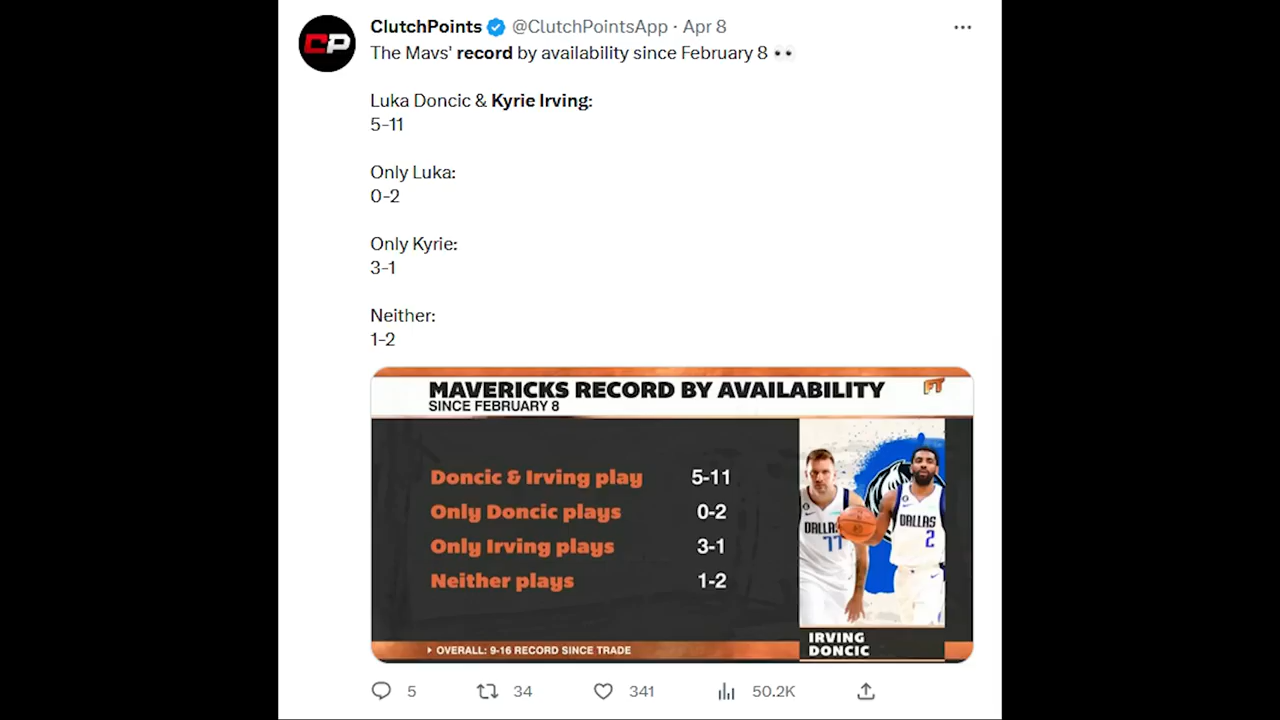 CP
ClutchPoints @ClutchPointsApp · Apr 8
The Mavs' record by availability since February 8 👀
Luka Doncic & Kyrie Irving:
5-11
Only Luka:
0-2
Only Kyrie:
3-1
Neither:
1-2
MAVERICKS RECORD BY AVAILABILITY
SINCE FEBRUARY 8
FT
Doncic & Irving play 5-11
Only Doncic plays 0-2
Only Irving plays 3-1
Neither plays 1-2
DALLAS
77
DALLAS
2
IRVING
DONCIC
OVERALL: 9-16 RECORD SINCE TRADE
5 34 341 50.2K